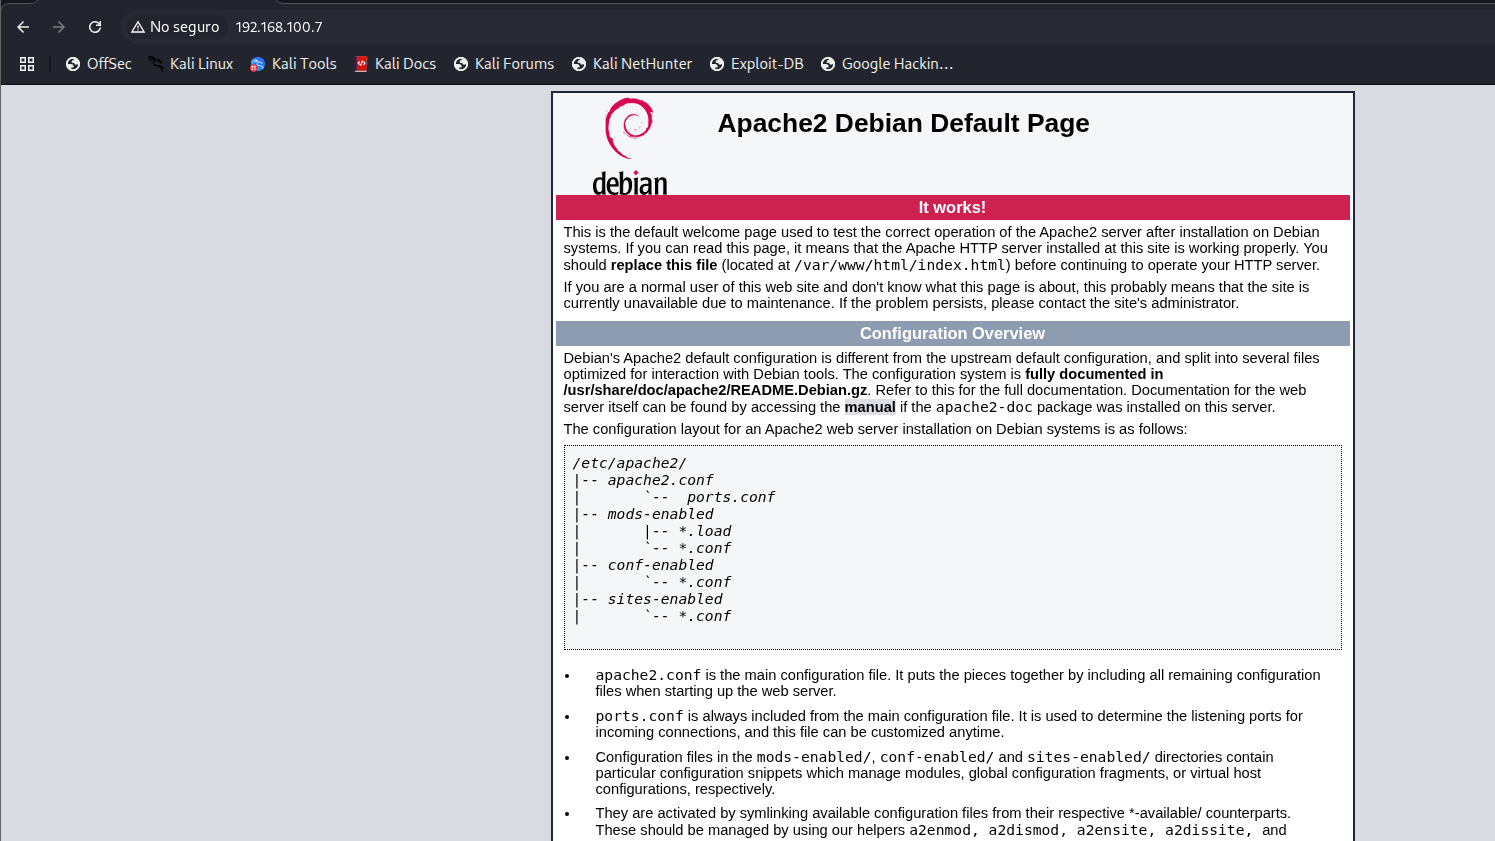 No seguro 192.168.100.7
OffSec Kali Linux Kali Tools Kali Docs Kali Forums Kali NetHunter Exploit-DB Google Hackin…
debian
Apache2 Debian Default Page
It works!
This is the default welcome page used to test the correct operation of the Apache2 server after installation on Debian
systems. If you can read this page, it means that the Apache HTTP server installed at this site is working properly. You
should replace this file (located at /var/www/html/index.html) before continuing to operate your HTTP server.
If you are a normal user of this web site and don't know what this page is about, this probably means that the site is
currently unavailable due to maintenance. If the problem persists, please contact the site's administrator.
Configuration Overview
Debian's Apache2 default configuration is different from the upstream default configuration, and split into several files
optimized for interaction with Debian tools. The configuration system is fully documented in
/usr/share/doc/apache2/README.Debian.gz. Refer to this for the full documentation. Documentation for the web
server itself can be found by accessing the manual if the apache2-doc package was installed on this server.
The configuration layout for an Apache2 web server installation on Debian systems is as follows:
/etc/apache2/
|-- apache2.conf
|       `--  ports.conf
|-- mods-enabled
|       |-- *.load
|       `-- *.conf
|-- conf-enabled
|       `-- *.conf
|-- sites-enabled
|       `-- *.conf
• apache2.conf is the main configuration file. It puts the pieces together by including all remaining configuration
files when starting up the web server.
• ports.conf is always included from the main configuration file. It is used to determine the listening ports for
incoming connections, and this file can be customized anytime.
• Configuration files in the mods-enabled/, conf-enabled/ and sites-enabled/ directories contain
particular configuration snippets which manage modules, global configuration fragments, or virtual host
configurations, respectively.
• They are activated by symlinking available configuration files from their respective *-available/ counterparts.
These should be managed by using our helpers a2enmod, a2dismod, a2ensite, a2dissite, and